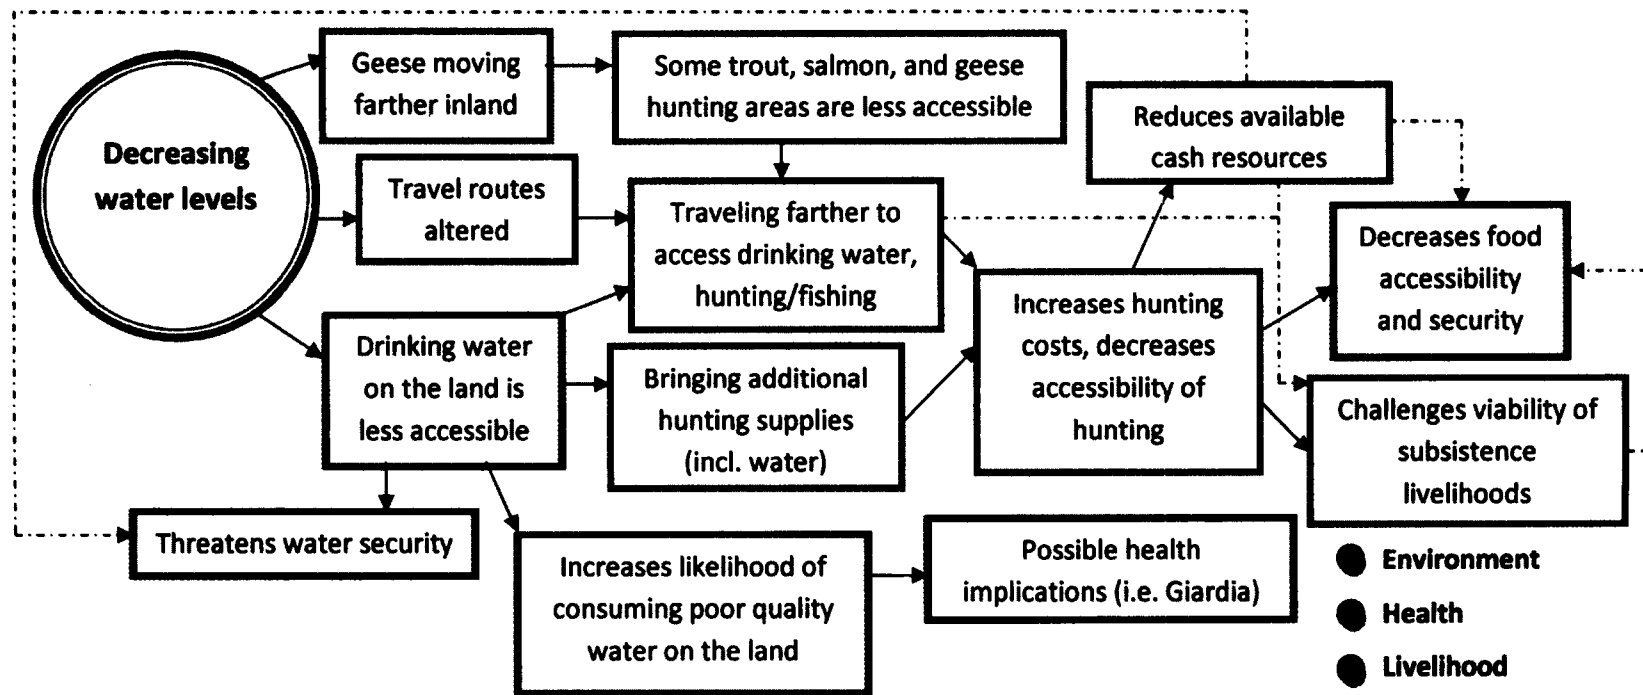 Decreasing
water levels
Geese moving
farther inland
Some trout, salmon, and geese
hunting areas are less accessible
Reduces available
cash resources
Travel routes
altered
Traveling farther to
access drinking water,
hunting/fishing
Decreases food
accessibility
and security
Drinking water
on the land is
less accessible
Bringing additional
hunting supplies
(incl. water)
Increases hunting
costs, decreases
accessibility of
hunting
Challenges viability of
subsistence
livelihoods
Threatens water security
Increases likelihood of
consuming poor quality
water on the land
Possible health
implications (i.e. Giardia)
Environment
Health
Livelihood